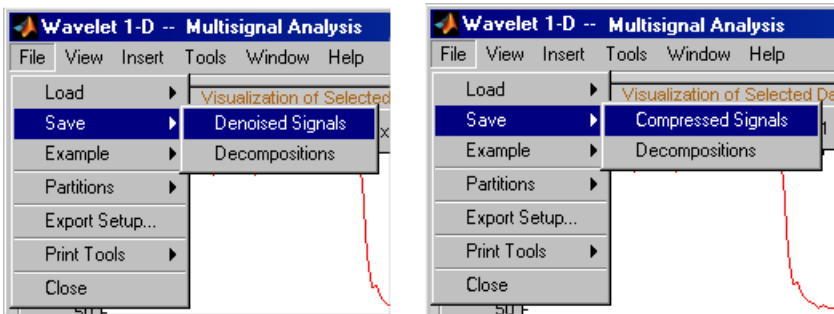 Wavelet 1-D -- Multisignal Analysis
File View Insert Tools Window Help
Load
Visualization of Selected
Save
Denoised Signals
Example
Decompositions
Partitions
Export Setup...
Print Tools
Close
Wavelet 1-D -- Multisignal Analysis
File View Insert Tools Window Help
Load
Visualization of Selected Da
Save
Compressed Signals
1
Example
Decompositions
Partitions
Export Setup...
Print Tools
Close